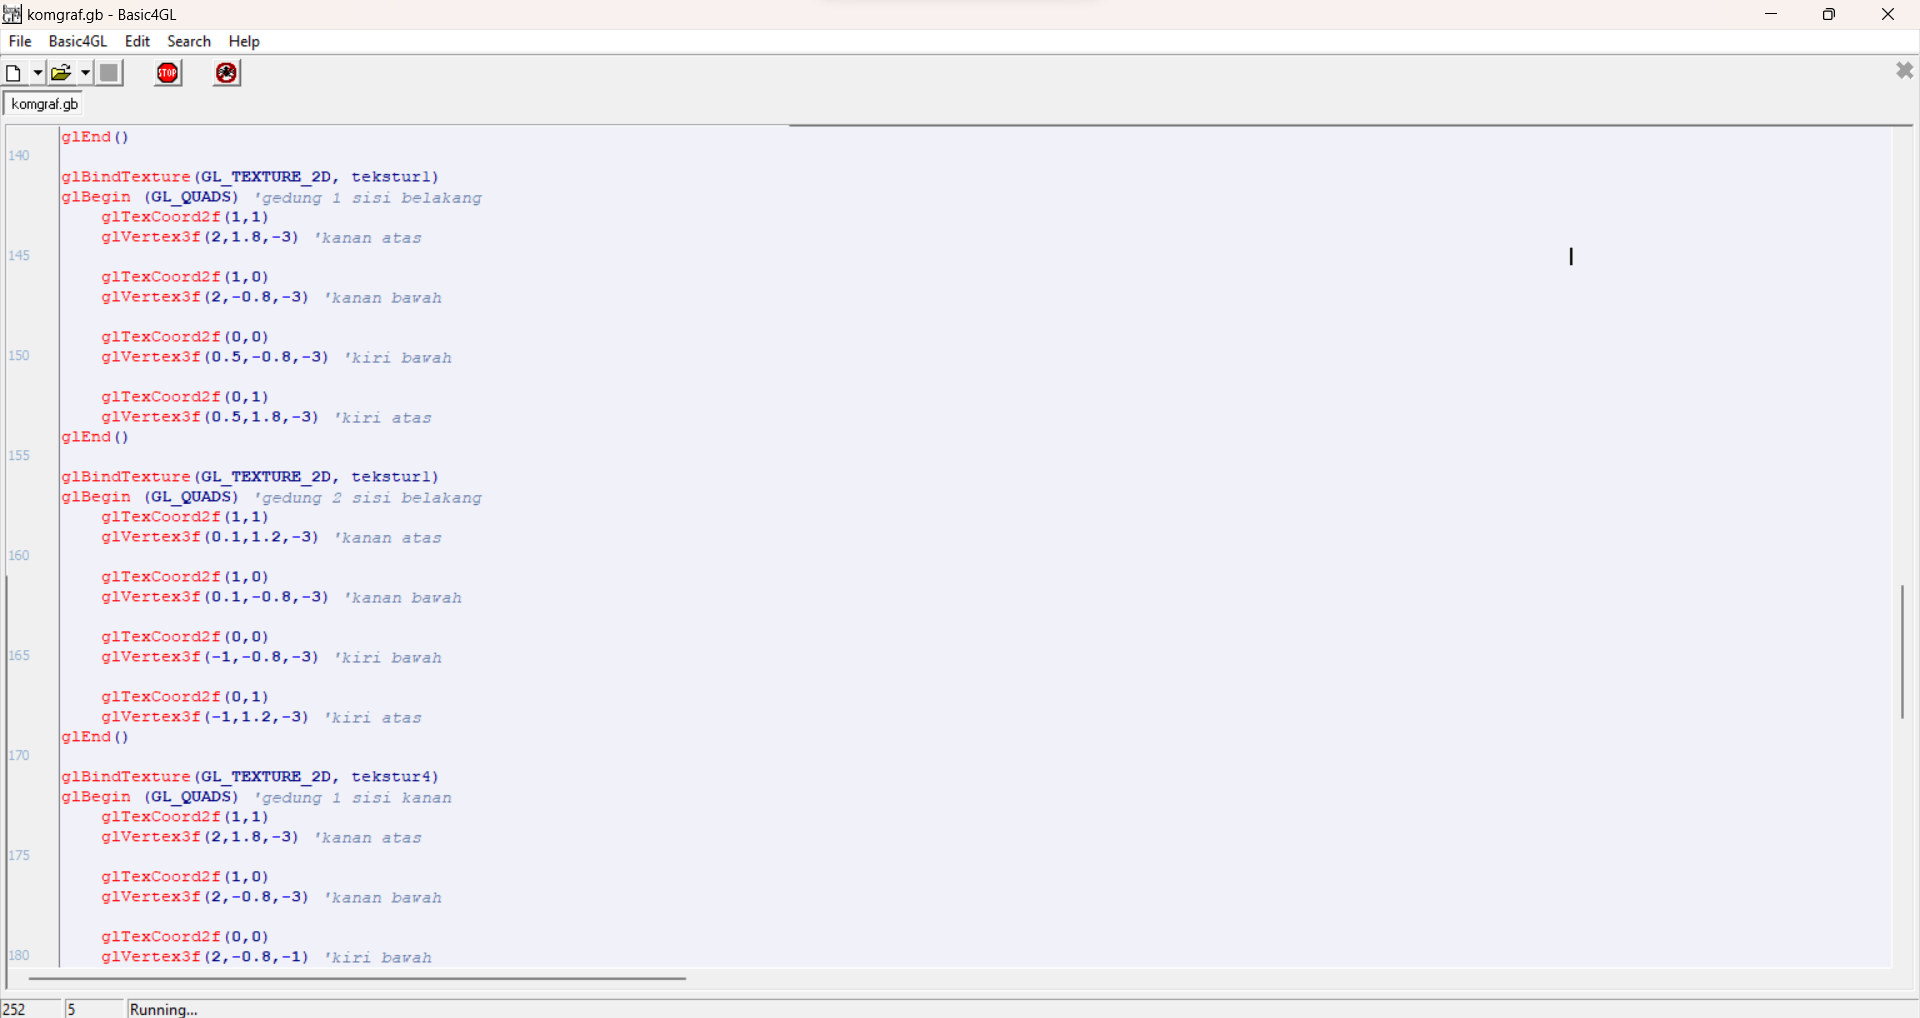 komgraf.gb - Basic4GL
File Basic4GL Edit Search Help
STOP
komgraf.gb
glEnd()
140
glBindTexture(GL_TEXTURE_2D, tekstur1)
glBegin (GL_QUADS) 'gedung 1 sisi belakang
glTexCoord2f(1,1)
glVertex3f(2,1.8,-3) 'kanan atas
145
glTexCoord2f(1,0)
glVertex3f(2,-0.8,-3) 'kanan bawah
glTexCoord2f(0,0)
150 glVertex3f(0.5,-0.8,-3) 'kiri bawah
glTexCoord2f(0,1)
glVertex3f(0.5,1.8,-3) 'kiri atas
glEnd()
155
glBindTexture(GL_TEXTURE_2D, tekstur1)
glBegin (GL_QUADS) 'gedung 2 sisi belakang
glTexCoord2f(1,1)
glVertex3f(0.1,1.2,-3) 'kanan atas
160
glTexCoord2f(1,0)
glVertex3f(0.1,-0.8,-3) 'kanan bawah
glTexCoord2f(0,0)
165 glVertex3f(-1,-0.8,-3) 'kiri bawah
glTexCoord2f(0,1)
glVertex3f(-1,1.2,-3) 'kiri atas
glEnd()
170
glBindTexture(GL_TEXTURE_2D, tekstur4)
glBegin (GL_QUADS) 'gedung 1 sisi kanan
glTexCoord2f(1,1)
glVertex3f(2,1.8,-3) 'kanan atas
175
glTexCoord2f(1,0)
glVertex3f(2,-0.8,-3) 'kanan bawah
glTexCoord2f(0,0)
180 glVertex3f(2,-0.8,-1) 'kiri bawah
252 5 Running...